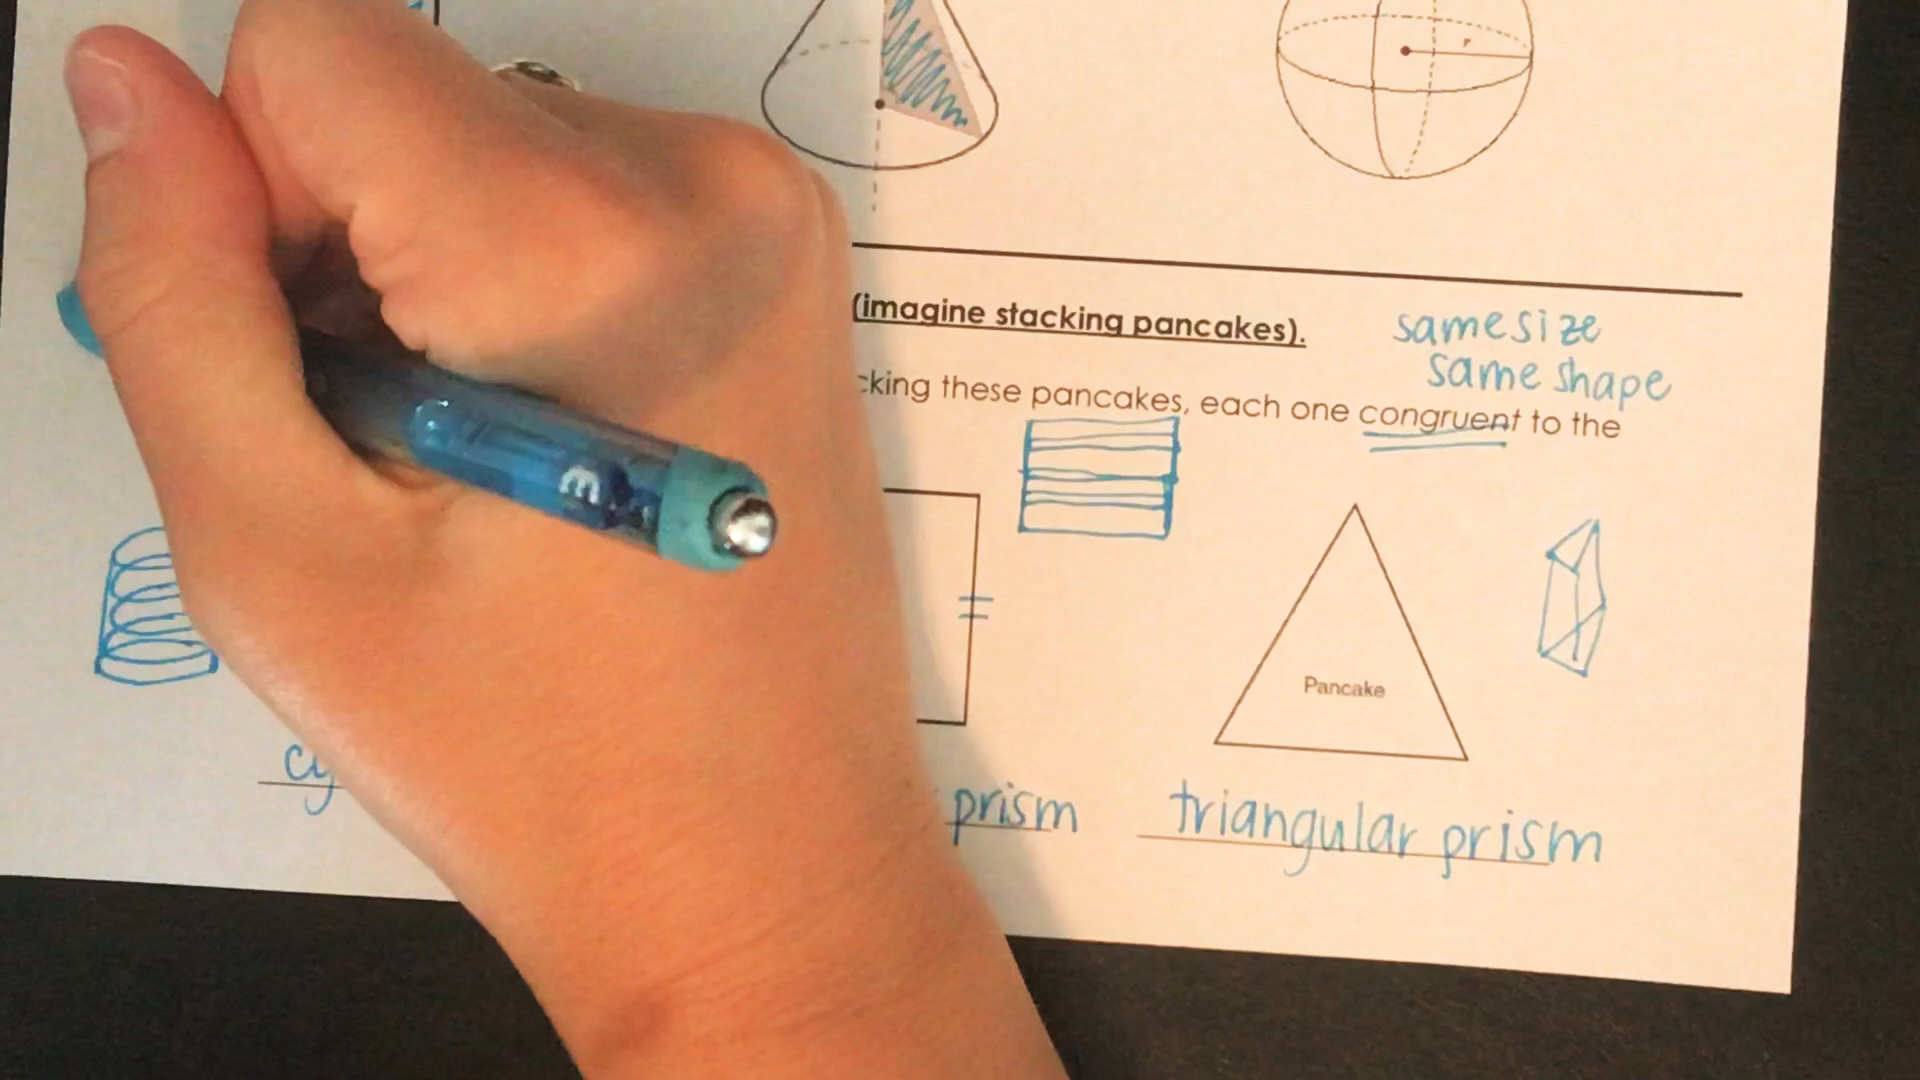 r
(imagine stacking pancakes).
same size
same shape
cking these pancakes, each one congruent to the
Pancake
cy
prism
triangular prism